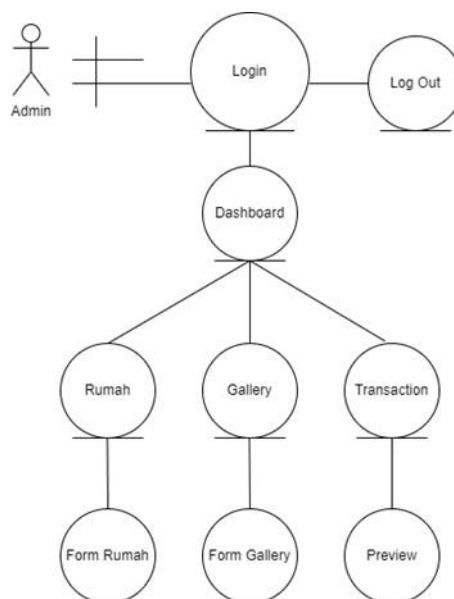 Login
Log Out
Admin
Dashboard
Rumah
Gallery
Transaction
Form Rumah
Form Gallery
Preview